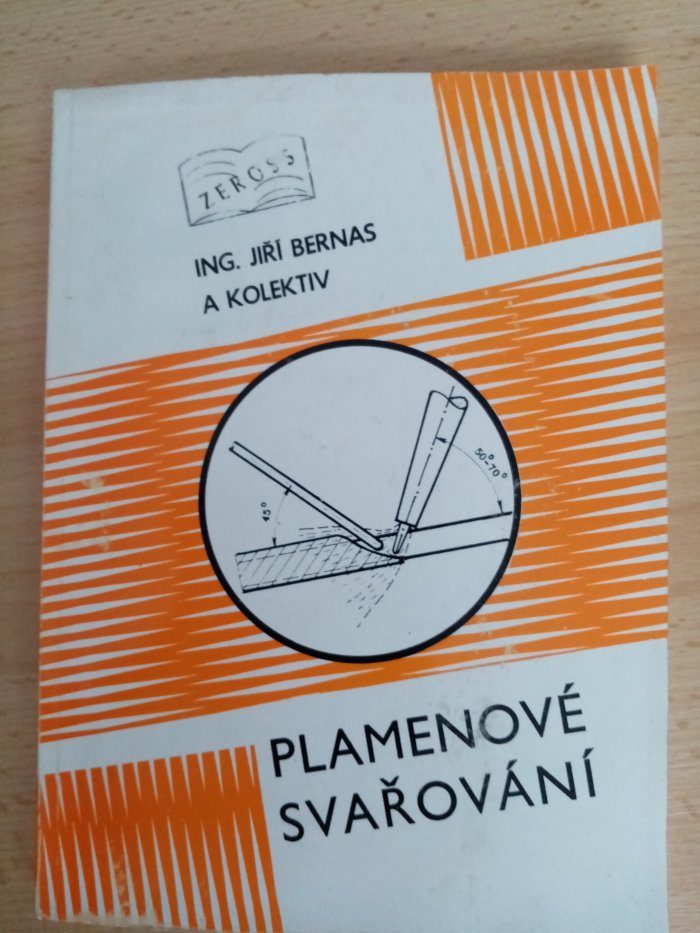 ZEROSS
ING. JIŘÍ BERNAS
A KOLEKTIV
50°-70°
45°
PLAMENOVÉ
SVAŘOVÁNÍ